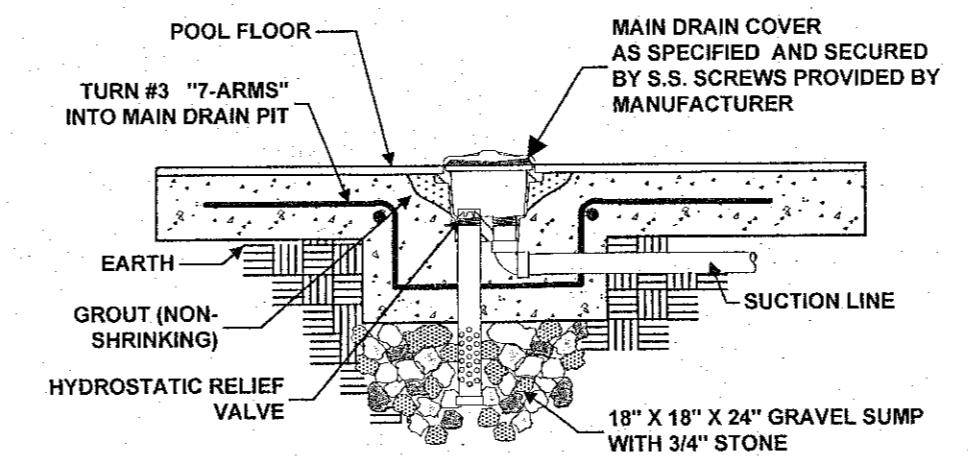 POOL FLOOR
MAIN DRAIN COVER
AS SPECIFIED AND SECURED
BY S.S. SCREWS PROVIDED BY
MANUFACTURER
TURN #3 "7-ARMS"
INTO MAIN DRAIN PIT
EARTH
GROUT (NON-
SHRINKING)
SUCTION LINE
HYDROSTATIC RELIEF
VALVE
18" X 18" X 24" GRAVEL SUMP
WITH 3/4" STONE